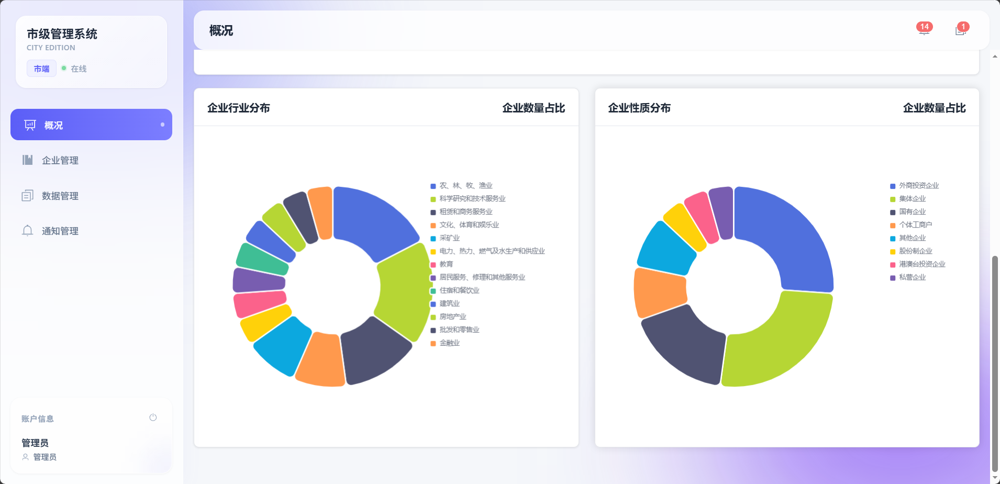 市级管理系统
CITY EDITION
市端 在线
概况
企业管理
数据管理
通知管理
账户信息
管理员
管理员
概况
14
1
企业行业分布 企业数量占比
农、林、牧、渔业
科学研究和技术服务业
租赁和商务服务业
文化、体育和娱乐业
采矿业
电力、热力、燃气及水生产和供应业
教育
居民服务、修理和其他服务业
住宿和餐饮业
建筑业
房地产业
批发和零售业
金融业
企业性质分布 企业数量占比
外商投资企业
集体企业
国有企业
个体工商户
其他企业
股份制企业
港澳台投资企业
私营企业